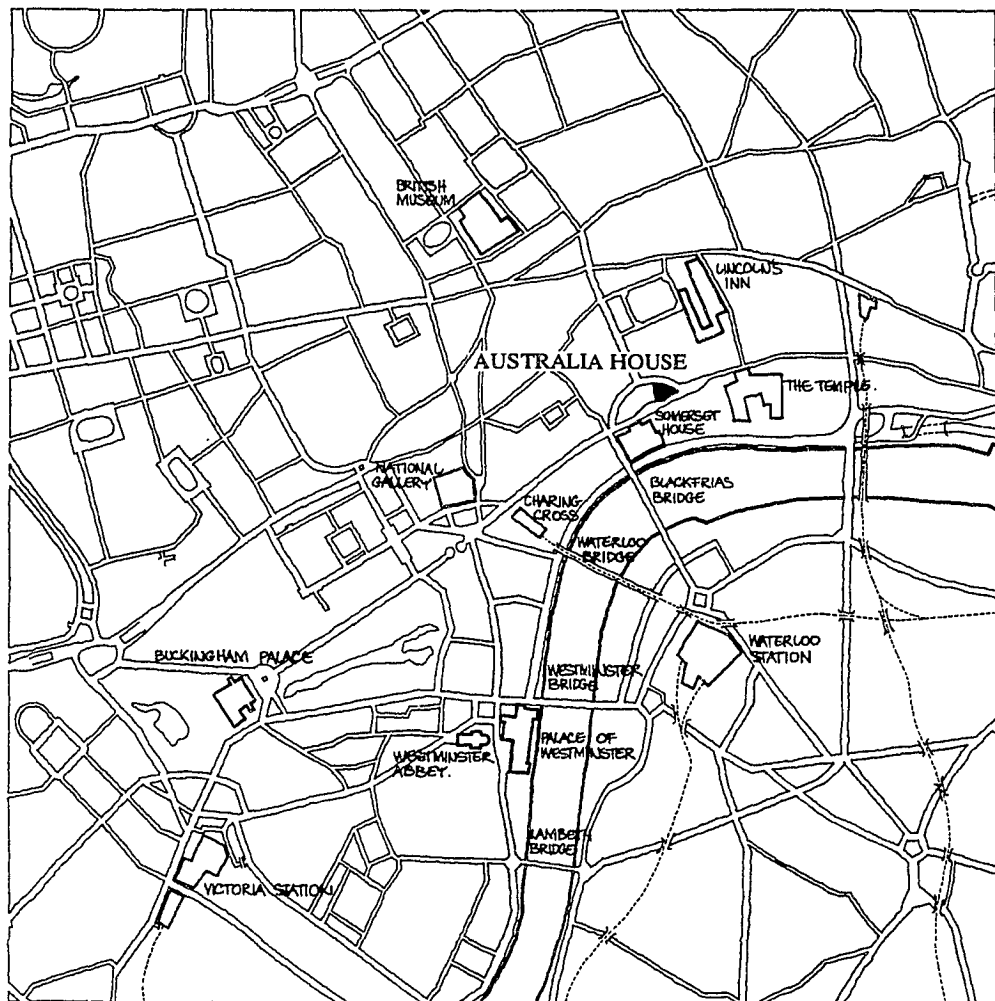 BRITISH
MUSEUM
LINCOLN'S
INN
AUSTRALIA HOUSE
THE TEMPLE.
SOMERSET
HOUSE
NATIONAL
GALLERY
BLACKFRIAS
BRIDGE
CHARING
CROSS
WATERLOO
BRIDGE
WATERLOO
STATION
BUCKINGHAM PALACE
WESTMINSTER
BRIDGE
PALACE OF
WESTMINSTER
WESTMINSTER
ABBEY.
LAMBETH
BRIDGE
VICTORIA STATION